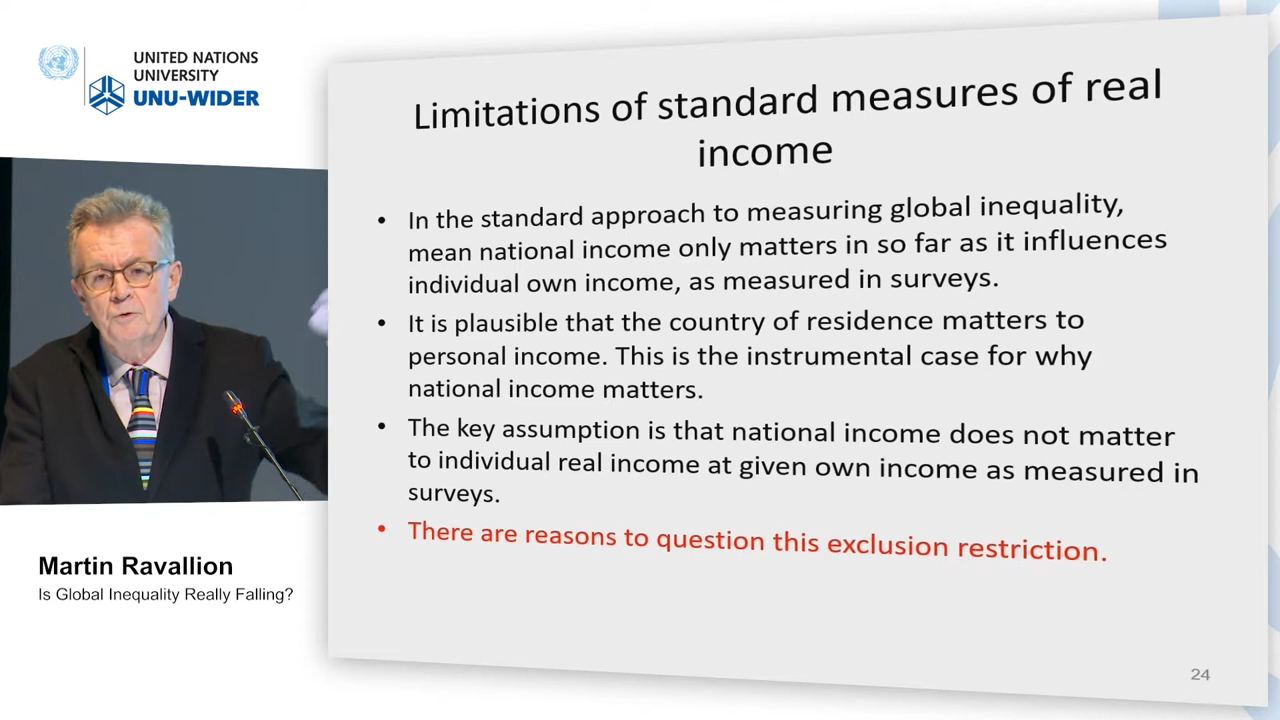 UNITED NATIONS
UNIVERSITY
UNU-WIDER
Limitations of standard measures of real
income
• In the standard approach to measuring global inequality,
mean national income only matters in so far as it influences
individual own income, as measured in surveys.
• It is plausible that the country of residence matters to
personal income. This is the instrumental case for why
national income matters.
• The key assumption is that national income does not matter
to individual real income at given own income as measured in
surveys.
• There are reasons to question this exclusion restriction.
Martin Ravallion
Is Global Inequality Really Falling?
24